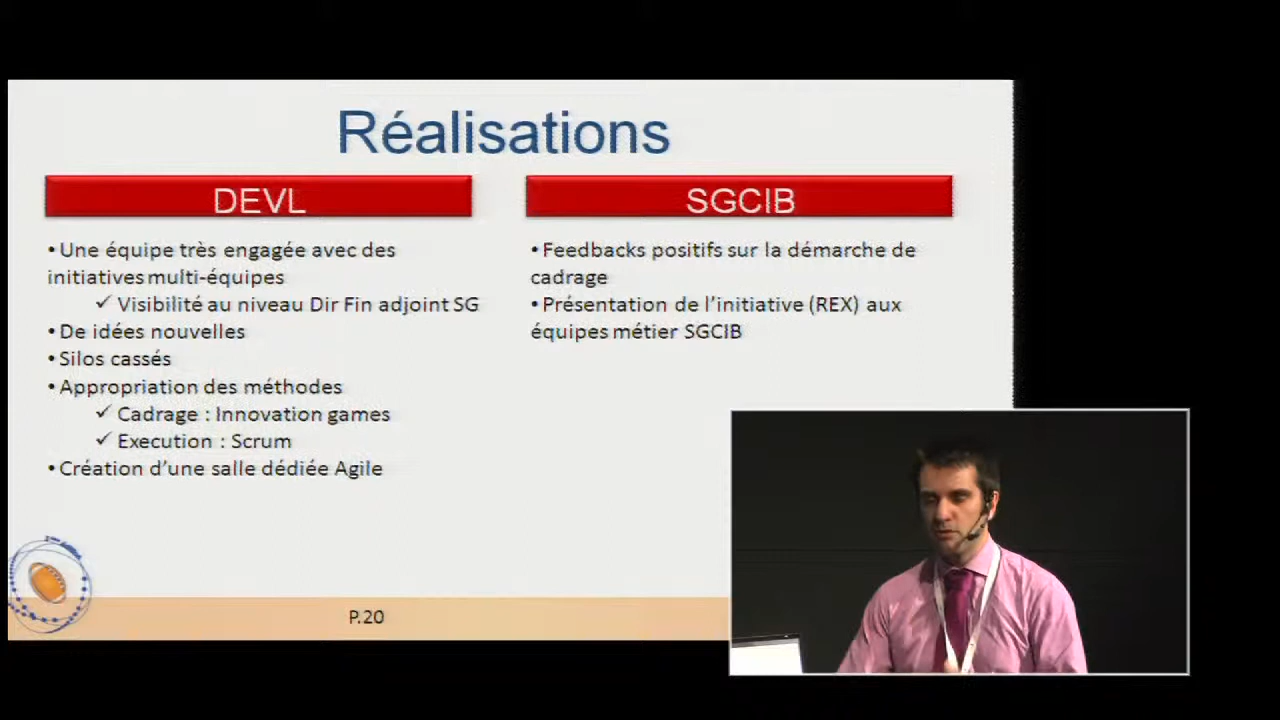 Réalisations
DEVL
• Une équipe très engagée avec des
initiatives multi-équipes
✓ Visibilité au niveau Dir Fin adjoint SG
• De idées nouvelles
• Silos cassés
• Appropriation des méthodes
✓ Cadrage : Innovation games
✓ Execution : Scrum
• Création d’une salle dédiée Agile
SGCIB
• Feedbacks positifs sur la démarche de
cadrage
• Présentation de l’initiative (REX) aux
équipes métier SGCIB
P.20